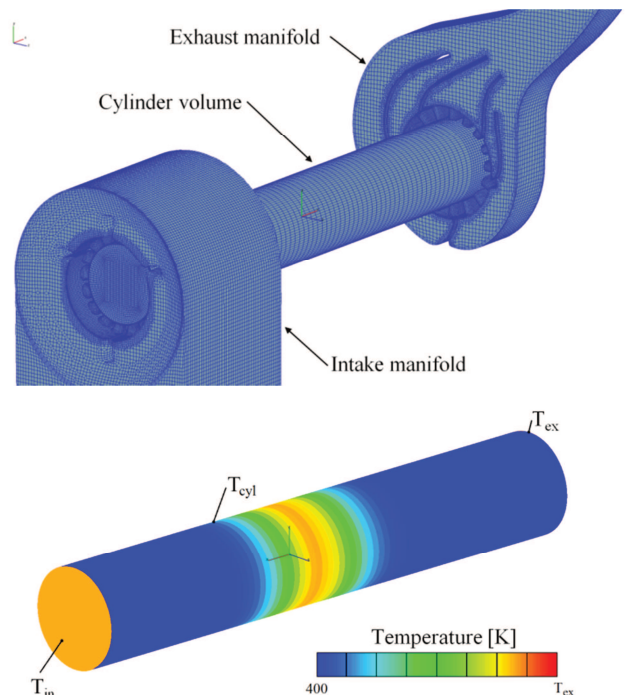 Exhaust manifold
Cylinder volume
Intake manifold
T_ex
T_cyl
T_in
Temperature [K]
400
T_ex